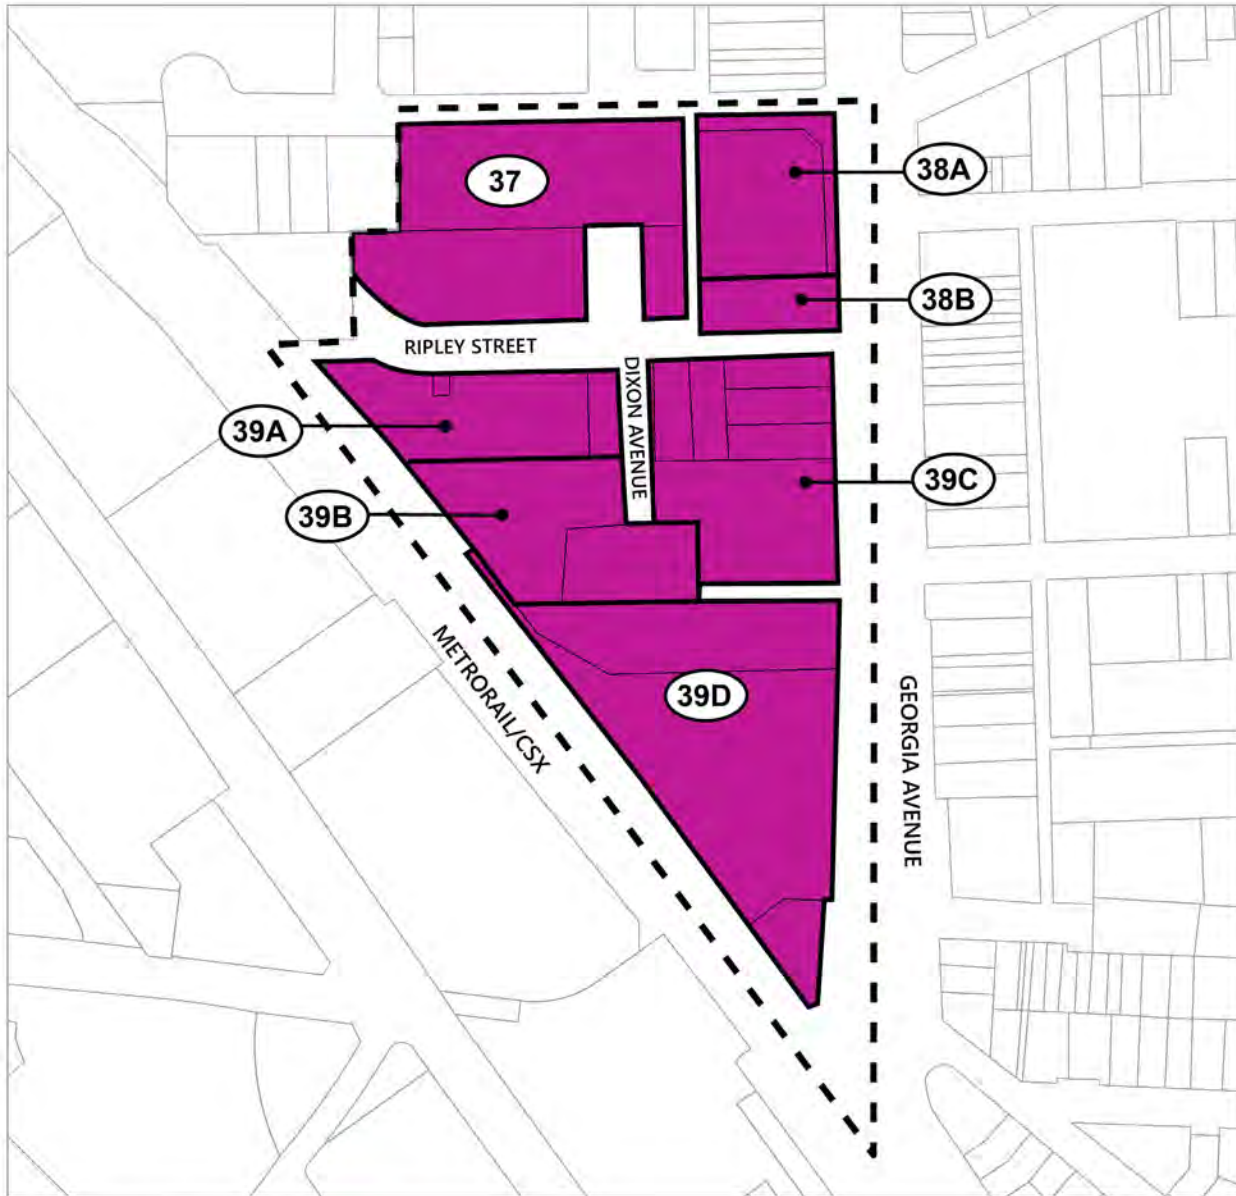 37
38A
38B
RIPLEY STREET
DIXON AVENUE
39A
39C
39B
METRORAIL/CSX
39D
GEORGIA AVENUE